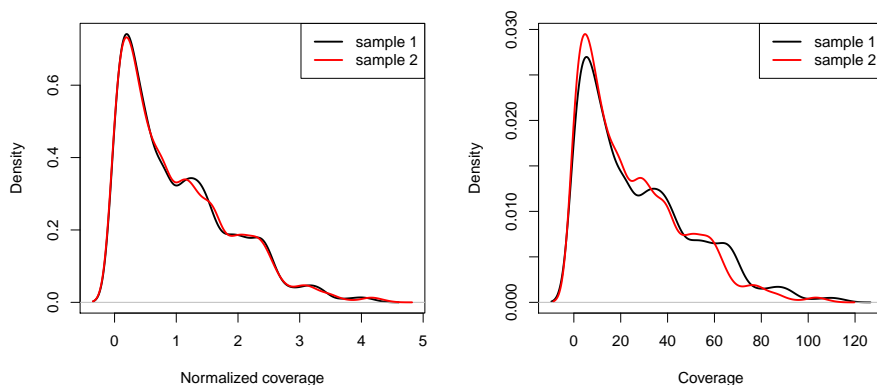 sample 1
sample 2
Density
0.0 0.2 0.4 0.6
0 1 2 3 4 5
Normalized coverage
sample 1
sample 2
Density
0.000 0.010 0.020 0.030
0 20 40 60 80 100 120
Coverage